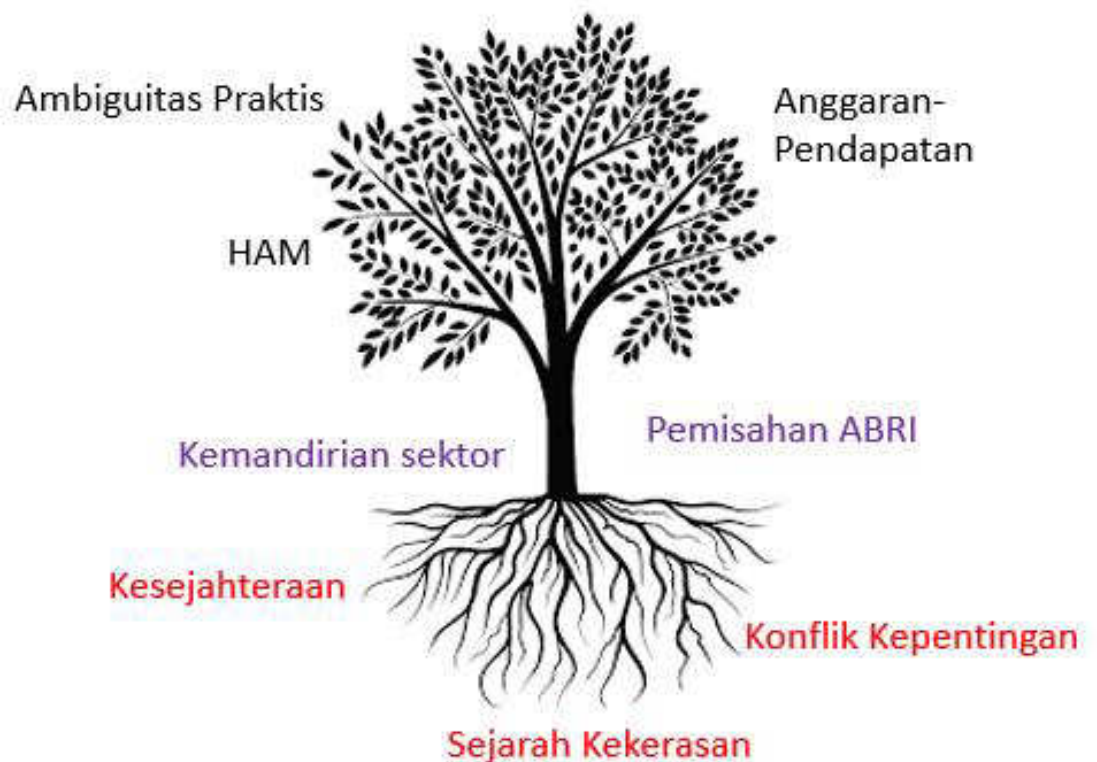 Ambiguitas Praktis
Anggaran-
Pendapatan
HAM
Pemisahan ABRI
Kemandirian sektor
Kesejahteraan
Konflik Kepentingan
Sejarah Kekerasan